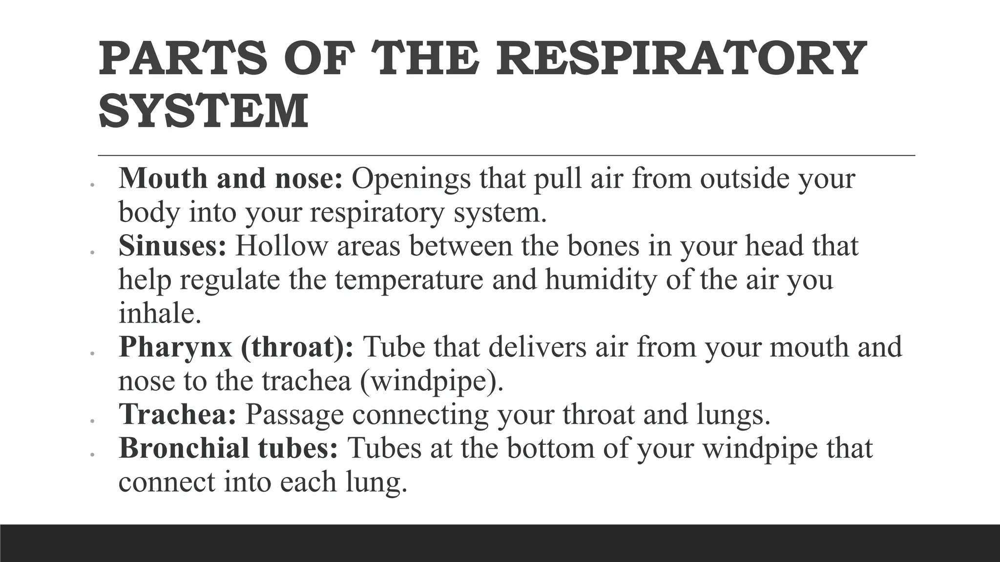 PARTS OF THE RESPIRATORY
SYSTEM
• Mouth and nose: Openings that pull air from outside your
body into your respiratory system.
• Sinuses: Hollow areas between the bones in your head that
help regulate the temperature and humidity of the air you
inhale.
• Pharynx (throat): Tube that delivers air from your mouth and
nose to the trachea (windpipe).
• Trachea: Passage connecting your throat and lungs.
• Bronchial tubes: Tubes at the bottom of your windpipe that
connect into each lung.